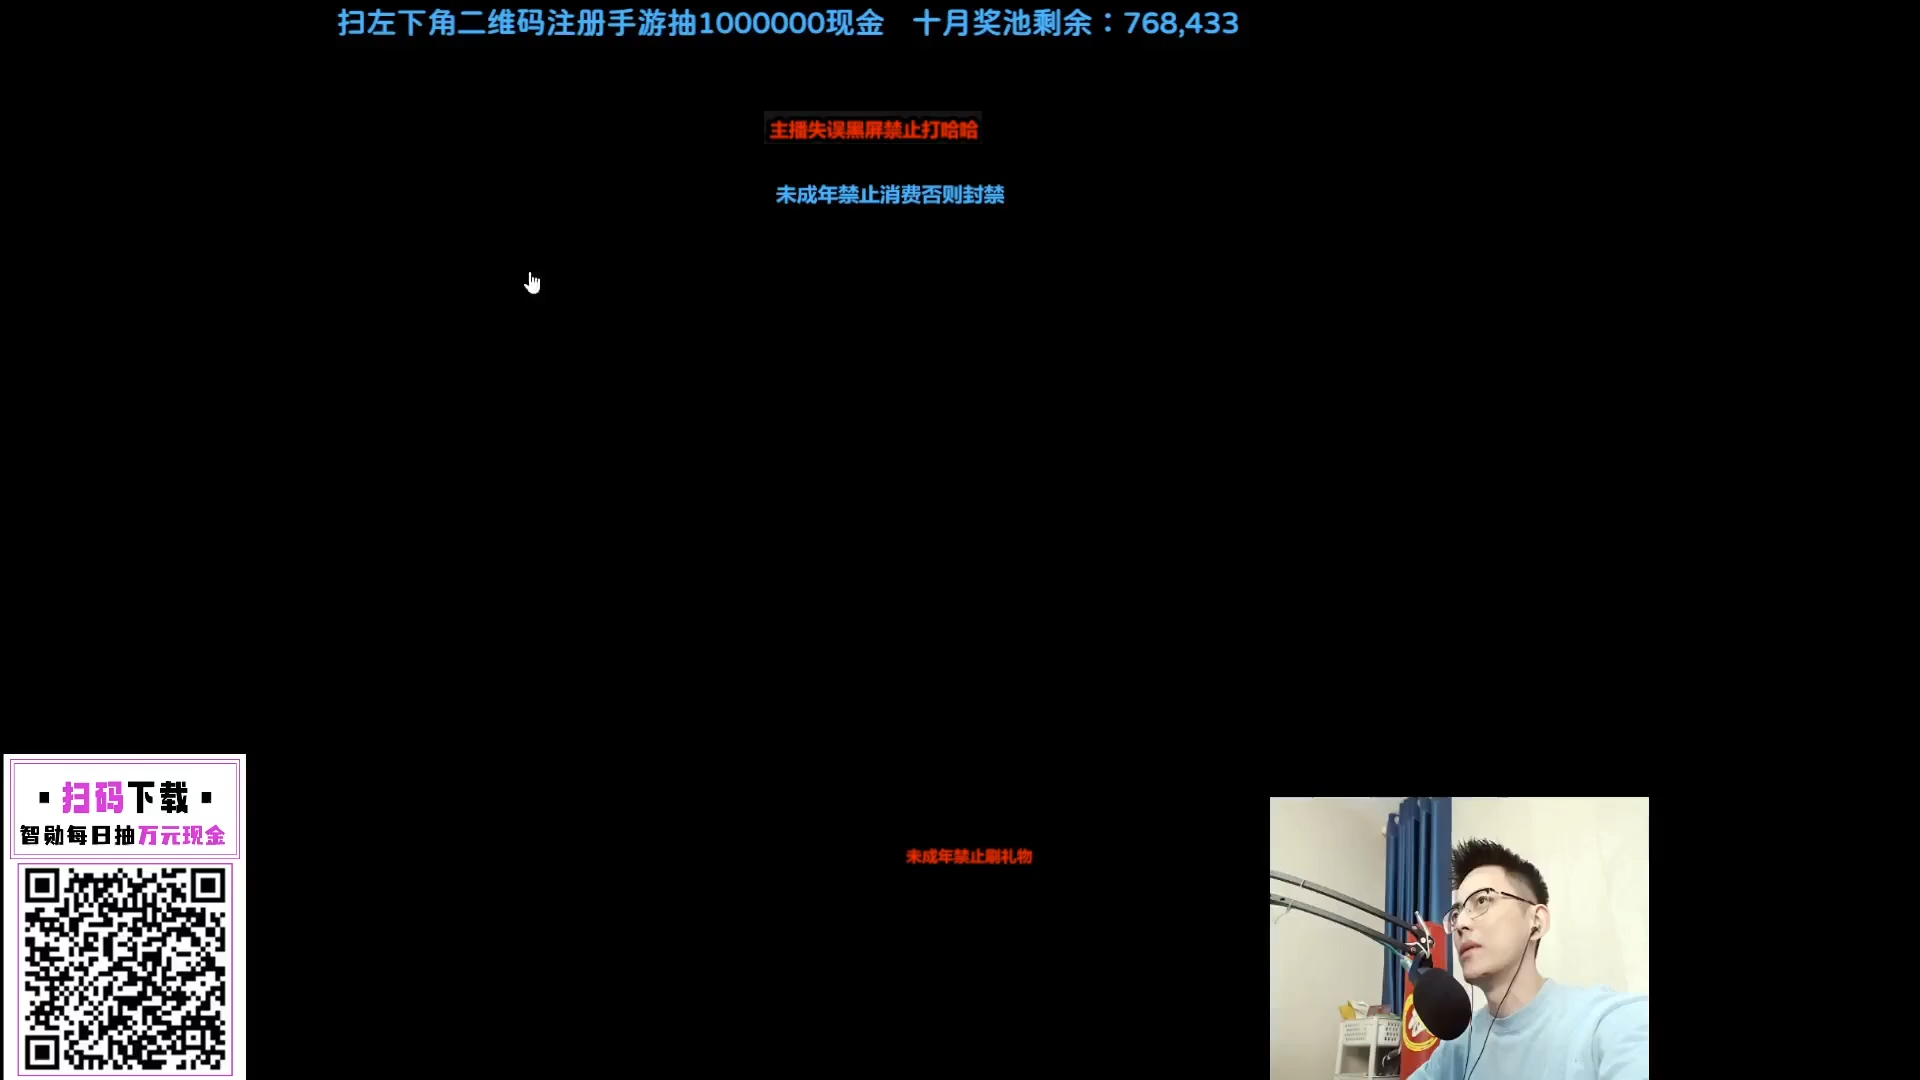 扫左下角二维码注册手游抽1000000现金 十月奖池剩余：768,433
主播失误黑屏禁止打哈哈
未成年禁止消费否则封禁
扫码下载
智勋每日抽万元现金
未成年禁止刷礼物